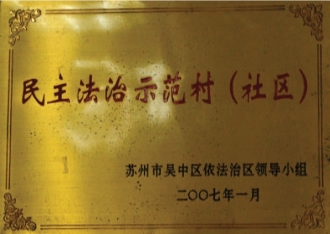 民主法治示范村（社区）
苏州市吴中区依法治区领导小组
二〇〇七年一月